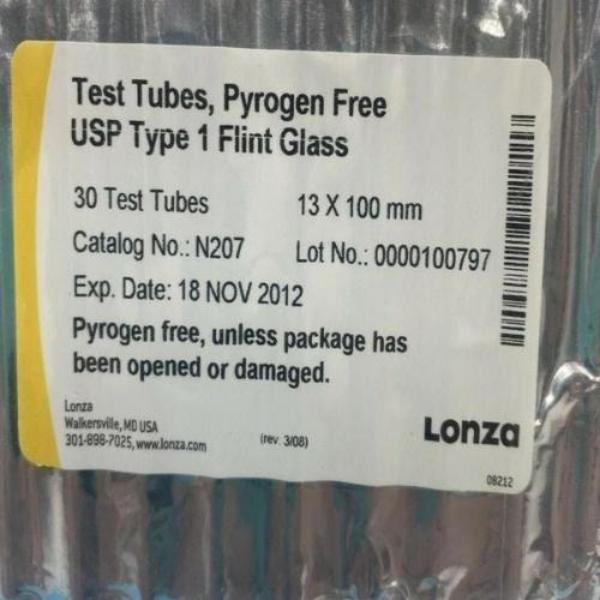 Test Tubes, Pyrogen Free
USP Type 1 Flint Glass
30 Test Tubes 13 X 100 mm
Catalog No.: N207 Lot No.: 0000100797
Exp. Date: 18 NOV 2012
Pyrogen free, unless package has
been opened or damaged.
Lonza
Walkersville, MD USA
301-898-7025, www.lonza.com (rev. 3/08)
Lonza
08212